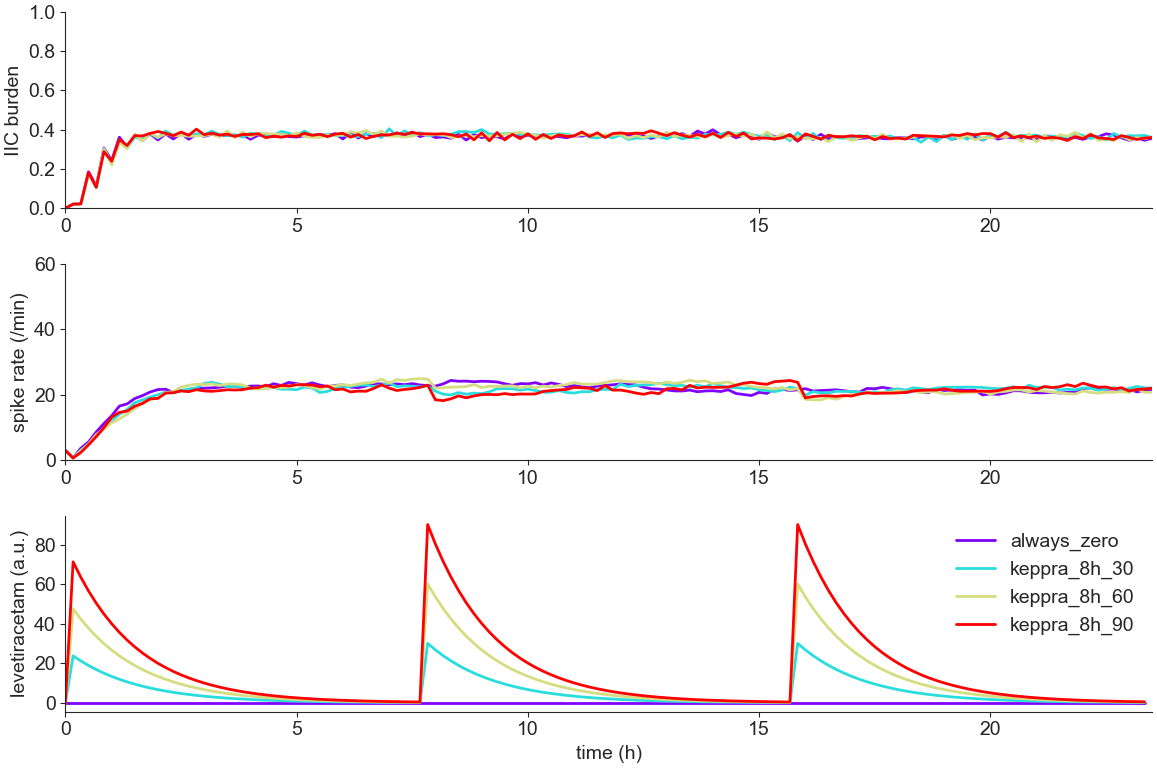 1.0
0.8
0.6
0.4
0.2
0.0
IIC burden
0 5 10 15 20
60
40
20
0
spike rate (/min)
0 5 10 15 20
80
60
40
20
0
levetiracetam (a.u.)
always_zero
keppra_8h_30
keppra_8h_60
keppra_8h_90
0 5 10 15 20
time (h)